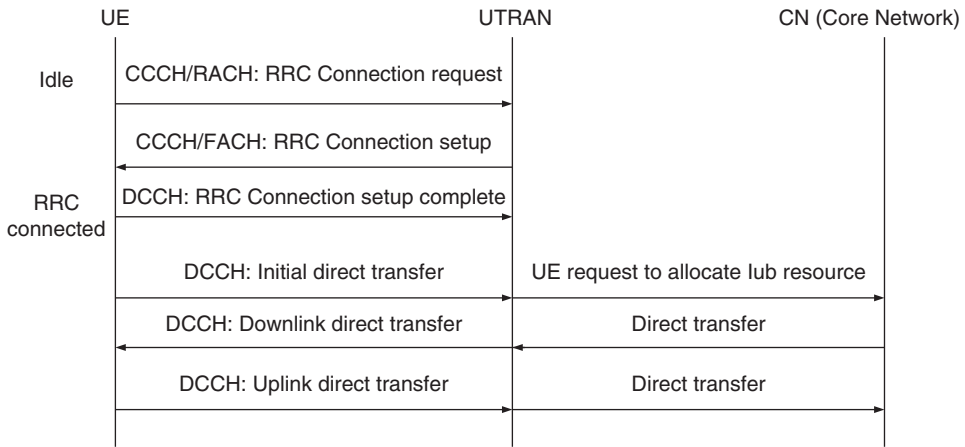 UE
UTRAN
CN (Core Network)
Idle
CCCH/RACH: RRC Connection request
CCCH/FACH: RRC Connection setup
RRC
connected
DCCH: RRC Connection setup complete
DCCH: Initial direct transfer
UE request to allocate Iub resource
DCCH: Downlink direct transfer
Direct transfer
DCCH: Uplink direct transfer
Direct transfer